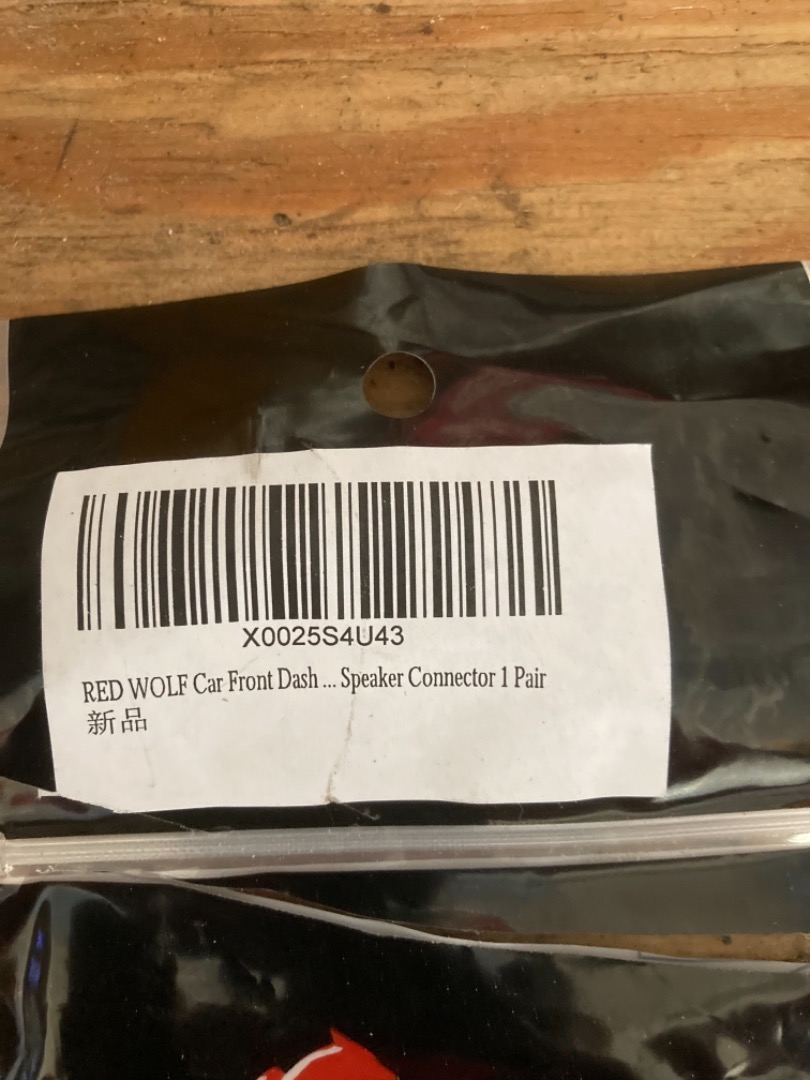 X0025S4U43
RED WOLF Car Front Dash ... Speaker Connector 1 Pair
新品